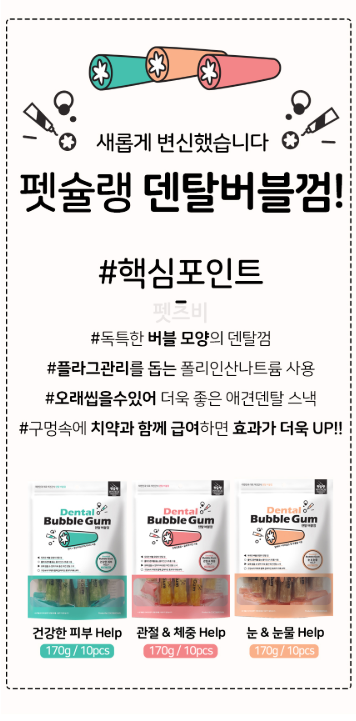 새롭게 변신했습니다
펫슐랭 덴탈버블껌!
#핵심포인트
펫츠비
#독특한 버블 모양의 덴탈껌
#플라그관리를 돕는 폴리인산나트륨 사용
#오래씹을수있어 더욱 좋은 애견덴탈 스낵
#구멍속에 치약과 함께 급여하면 효과가 더욱 UP!!
Dental
Bubble Gum
Dental
Bubble Gum
Dental
Bubble Gum
건강한 피부 Help
관절 & 체중 Help
눈 & 눈물 Help
170g / 10pcs
170g / 10pcs
170g / 10pcs